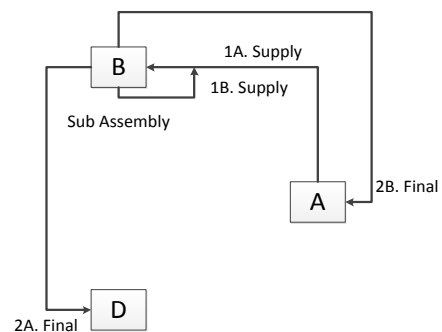 B
1A. Supply
1B. Supply
Sub Assembly
A
2B. Final
D
2A. Final